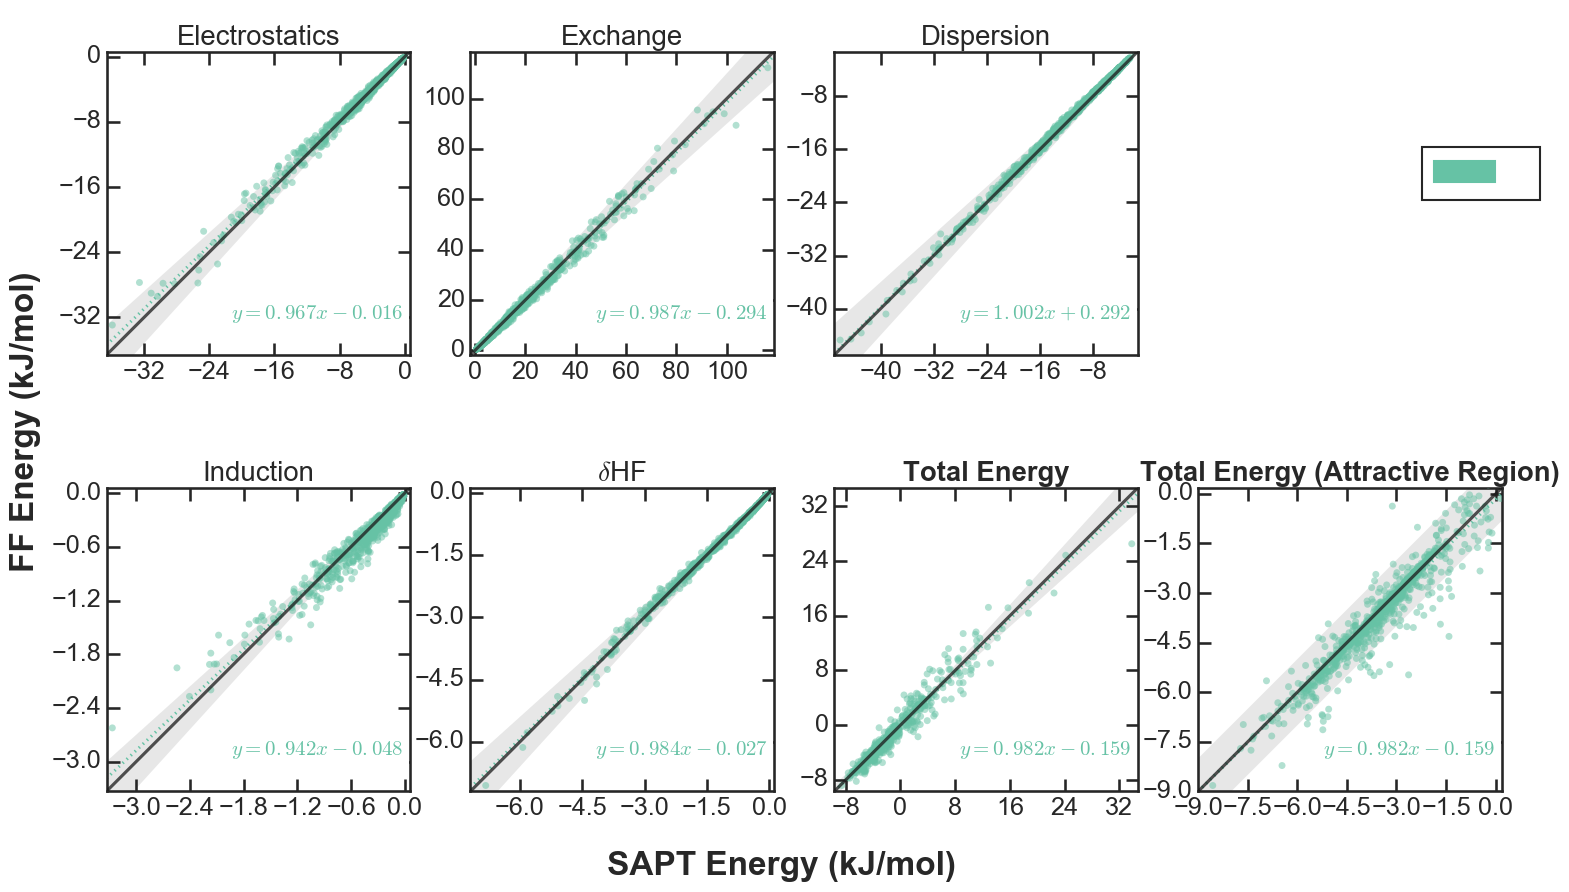 Electrostatics
Exchange
Dispersion
0
−8
−16
−24
−32
y = 0.967x − 0.016
−32 −24 −16 −8 0
100
80
60
40
20
0
y = 0.987x − 0.294
0 20 40 60 80 100
−8
−16
−24
−32
−40
y = 1.002x + 0.292
−40 −32 −24 −16 −8
FF Energy (kJ/mol)
Induction
δHF
Total Energy
Total Energy (Attractive Region)
0.0
−0.6
−1.2
−1.8
−2.4
−3.0
y = 0.942x − 0.048
−3.0 −2.4 −1.8 −1.2 −0.6 0.0
0.0
−1.5
−3.0
−4.5
−6.0
y = 0.984x − 0.027
−6.0 −4.5 −3.0 −1.5 0.0
32
24
16
8
0
−8
y = 0.982x − 0.159
−8 0 8 16 24 32
0.0
−1.5
−3.0
−4.5
−6.0
−7.5
−9.0
y = 0.982x − 0.159
−9.0 −7.5 −6.0 −4.5 −3.0 −1.5 0.0
SAPT Energy (kJ/mol)